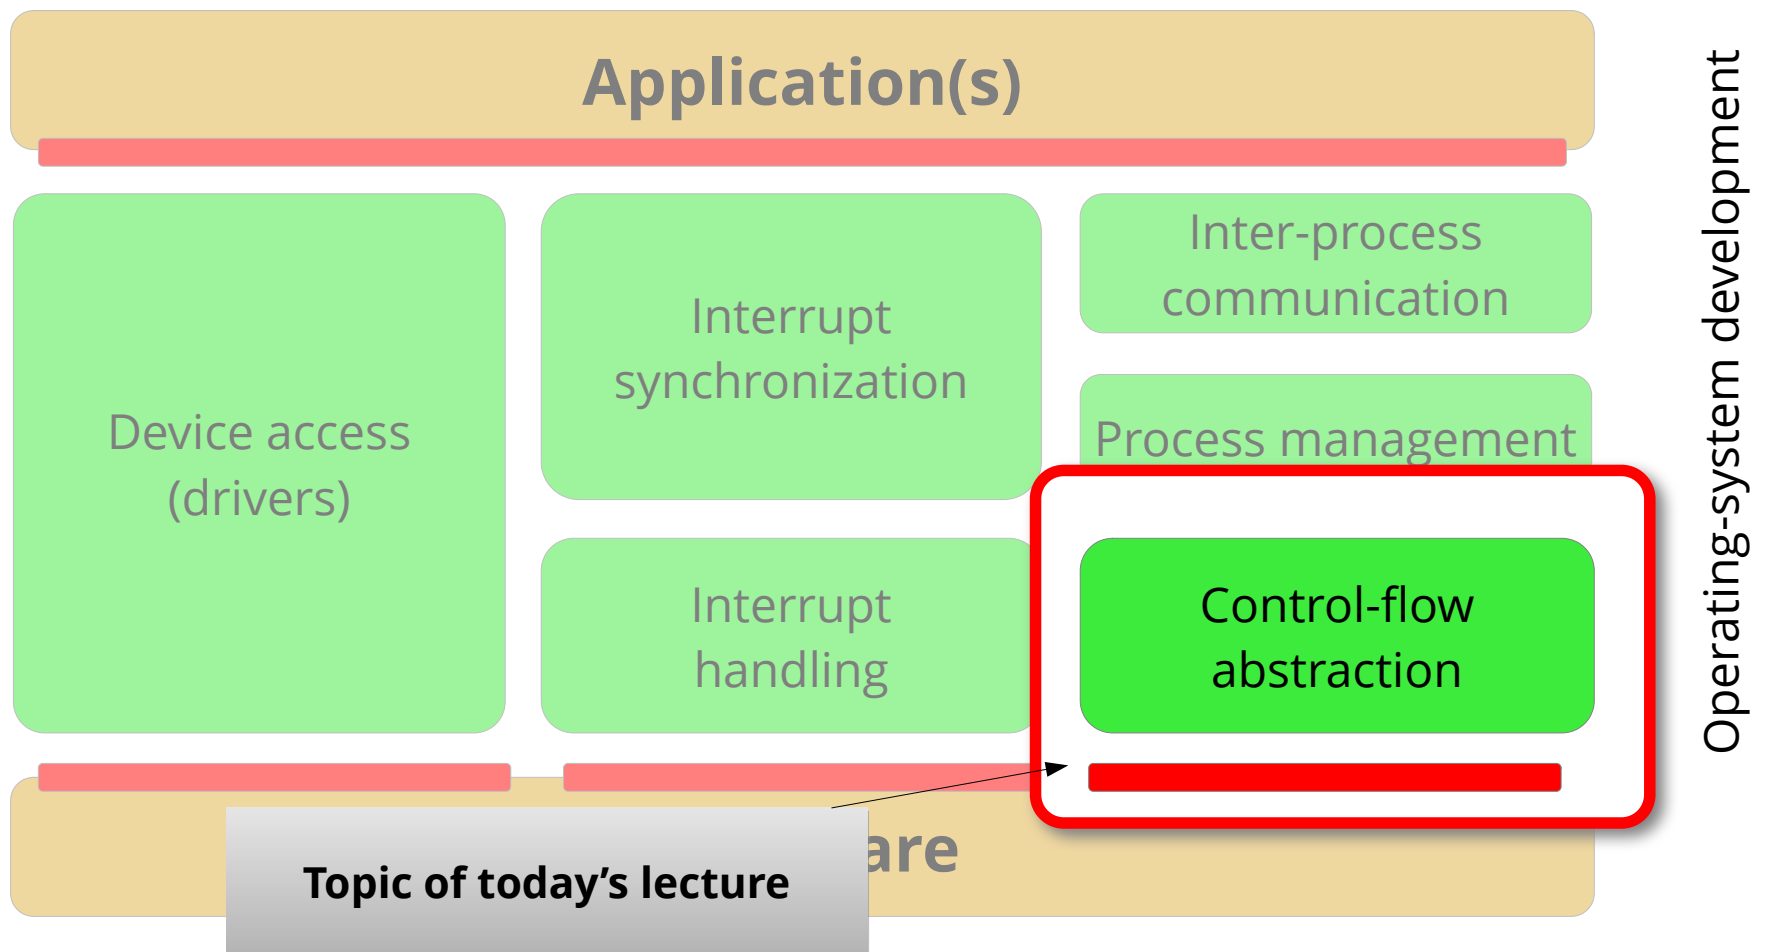 Application(s)
Device access
(drivers)
Interrupt
synchronization
Interrupt
handling
Inter-process
communication
Process management
Control-flow
abstraction
Topic of today’s lecture
Operating-system development